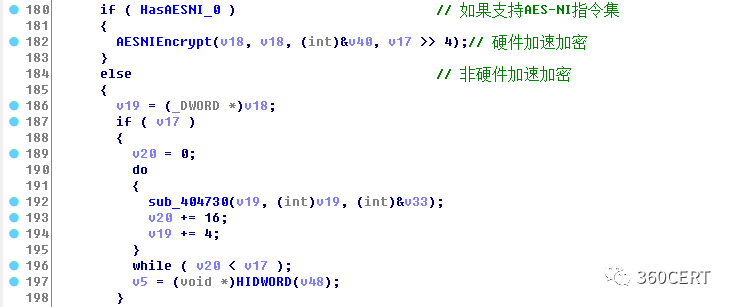 180 if ( HasAESNI_0 ) // 如果支持AES-NI指令集
181 {
182 AESNIEncrypt(v18, v18, (int)&v40, v17 >> 4);// 硬件加速加密
183 }
184 else // 非硬件加速加密
185 {
186 v19 = (_DWORD *)v18;
187 if ( v17 )
188 {
189 v20 = 0;
190 do
191 {
192 sub_404730(v19, (int)v19, (int)&v33);
193 v20 += 16;
194 v19 += 4;
195 }
196 while ( v20 < v17 );
197 v5 = (void *)HIDWORD(v48);
198 }
360CERT